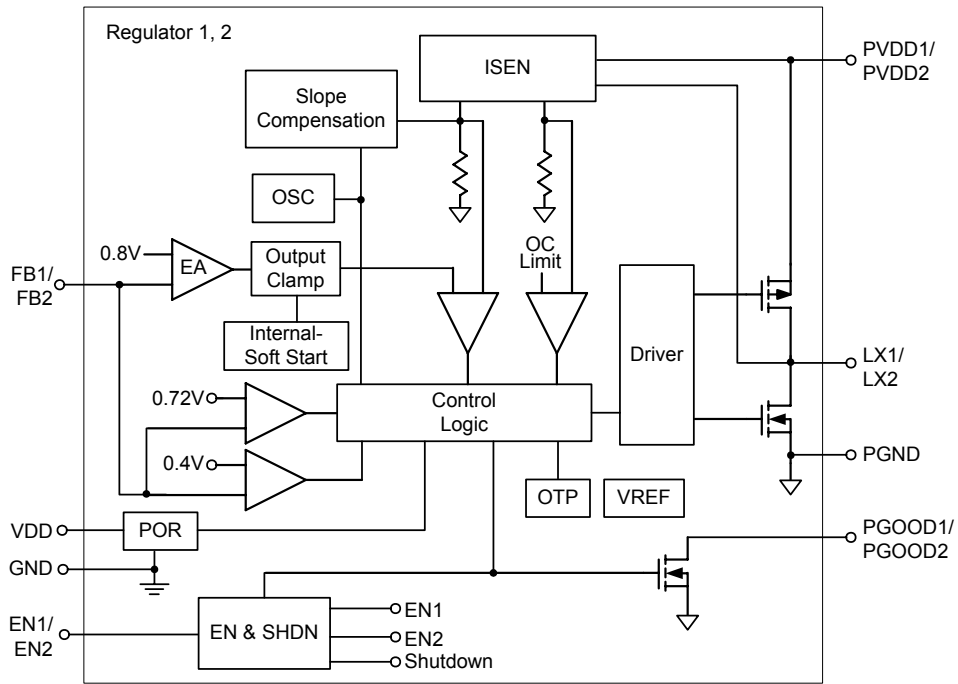 Regulator 1, 2
PVDD1/
PVDD2
ISEN
Slope
Compensation
OSC
0.8V
EA
Output
Clamp
OC
Limit
FB1/
FB2
Internal-
Soft Start
Driver
LX1/
LX2
0.72V
Control
Logic
0.4V
PGND
OTP
VREF
VDD
POR
PGOOD1/
PGOOD2
GND
EN1/
EN2
EN & SHDN
EN1
EN2
Shutdown